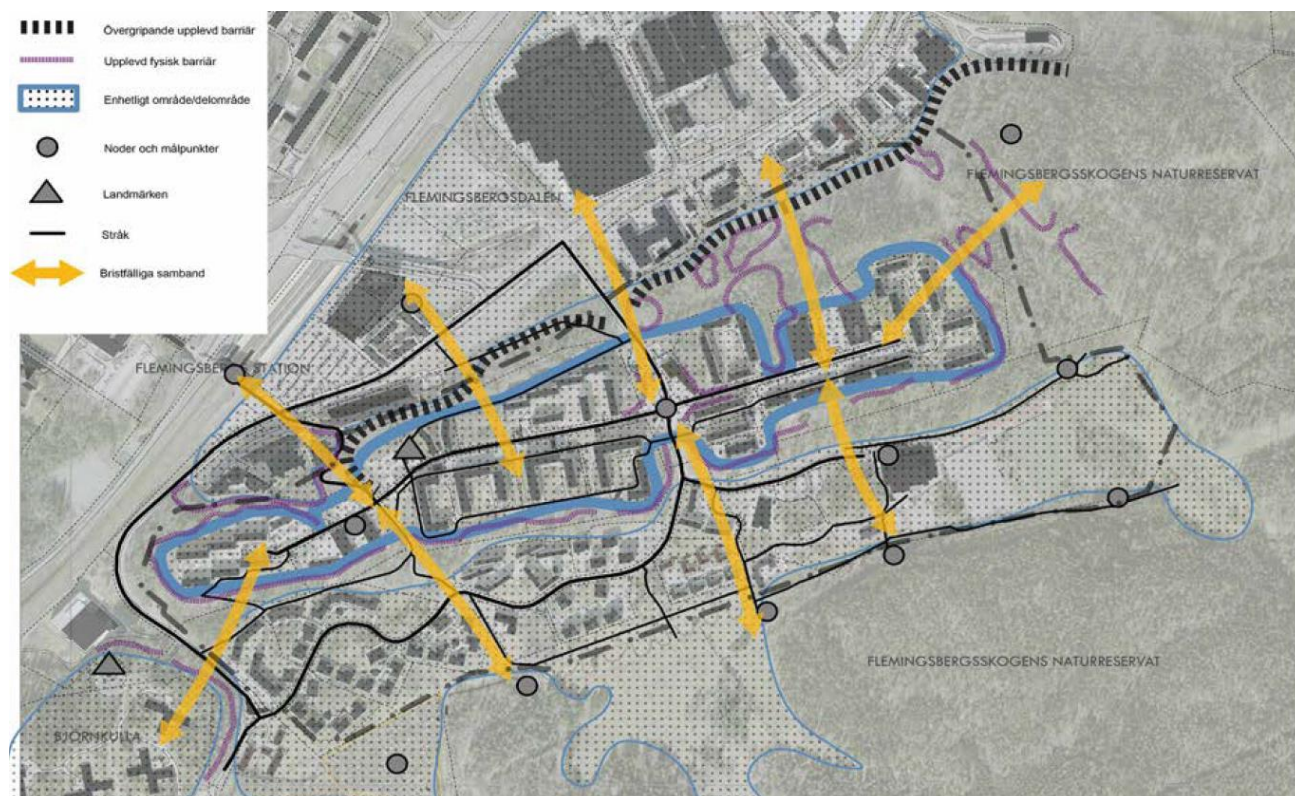 Övergripande upplevd barriär
Upplevd fysisk barriär
Enhetligt område/delområde
Noder och målpunkter
Landmärken
Stråk
Bristfälliga samband
FLEMINGSBERGSSKOGENS NATURRESERVAT
FLEMINGSBERGSDALEN
FLEMINGSBERGS STATION
FLEMINGSBERGSSKOGENS NATURRESERVAT
BJÖRNKULLA